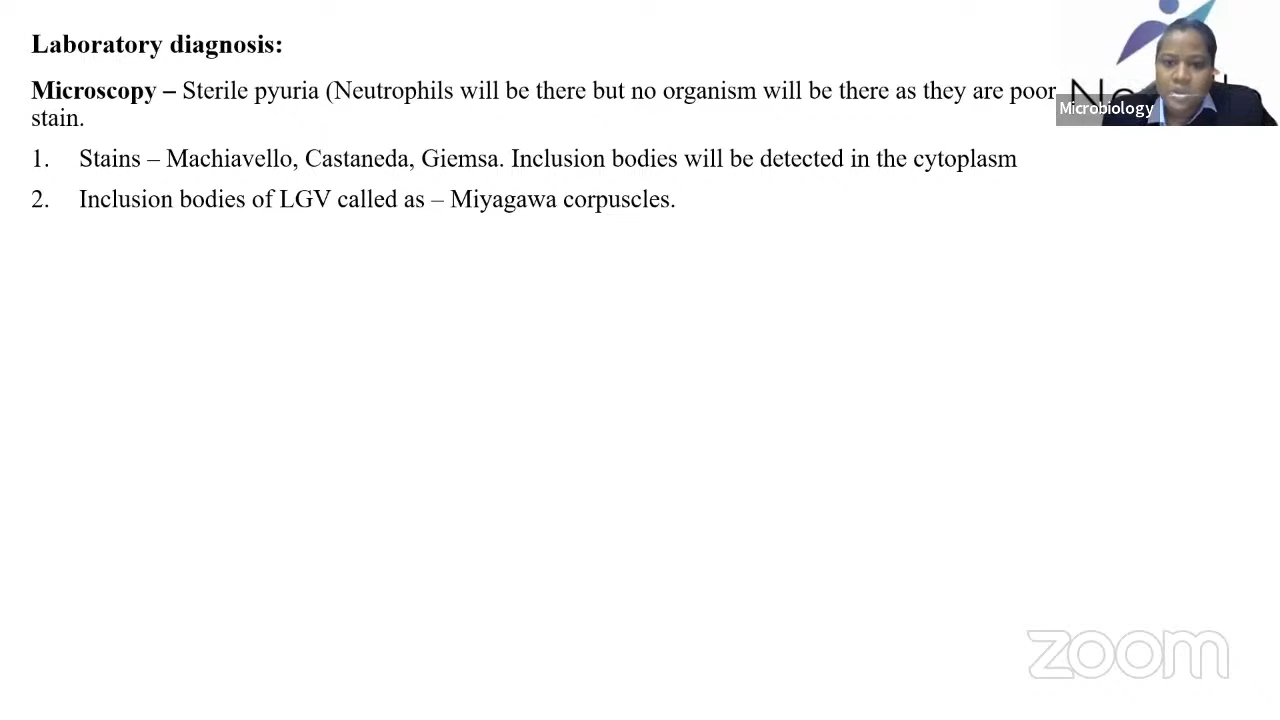 Laboratory diagnosis:
Microscopy – Sterile pyuria (Neutrophils will be there but no organism will be there as they are poor
stain.
1. Stains – Machiavello, Castaneda, Giemsa. Inclusion bodies will be detected in the cytoplasm
2. Inclusion bodies of LGV called as – Miyagawa corpuscles.
Microbiology
zoom